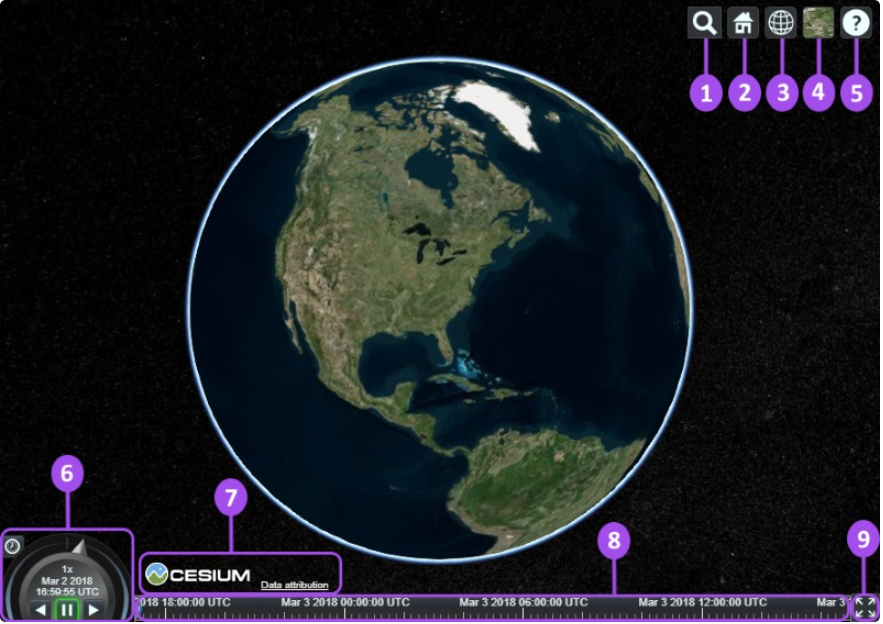 1 2 3 4 5
6
7
8
9
1x
Mar 2 2018
16:59:55 UTC
CESIUM
Data attribution
2018 18:00:00 UTC Mar 3 2018 00:00:00 UTC Mar 3 2018 06:00:00 UTC Mar 3 2018 12:00:00 UTC Mar 3